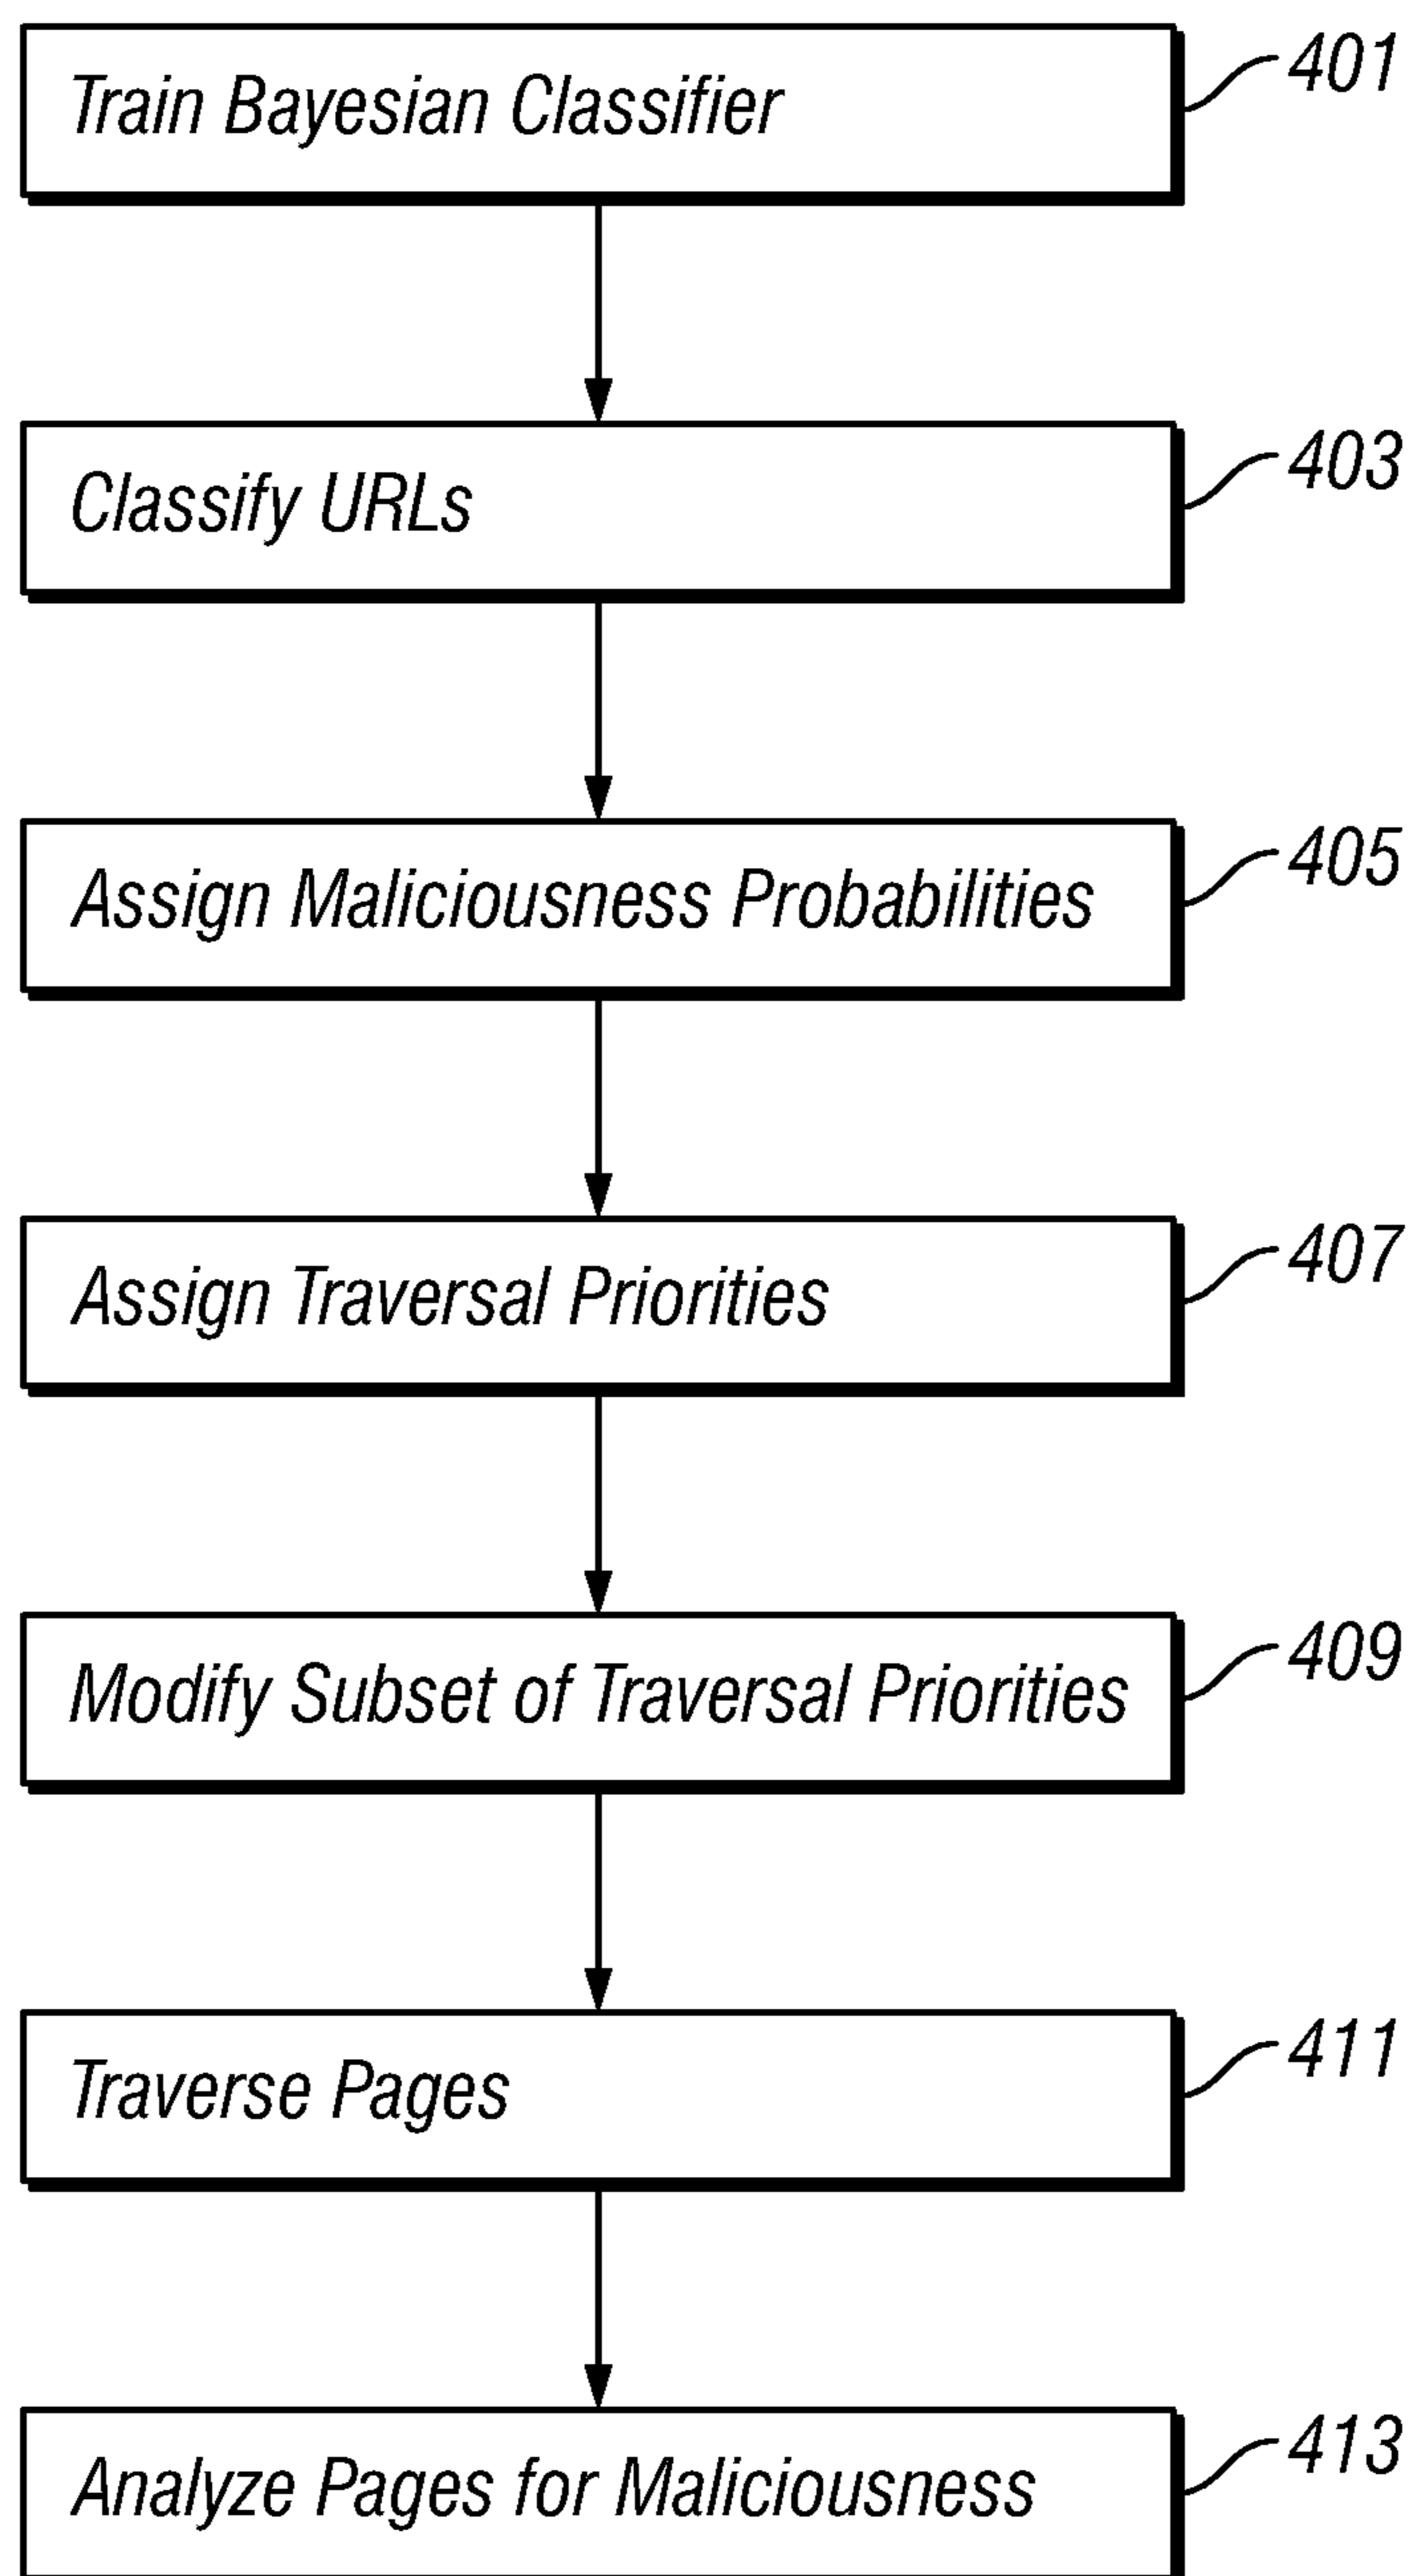 Train Bayesian Classifier
401
Classify URLs
403
Assign Maliciousness Probabilities
405
Assign Traversal Priorities
407
Modify Subset of Traversal Priorities
409
Traverse Pages
411
Analyze Pages for Maliciousness
413